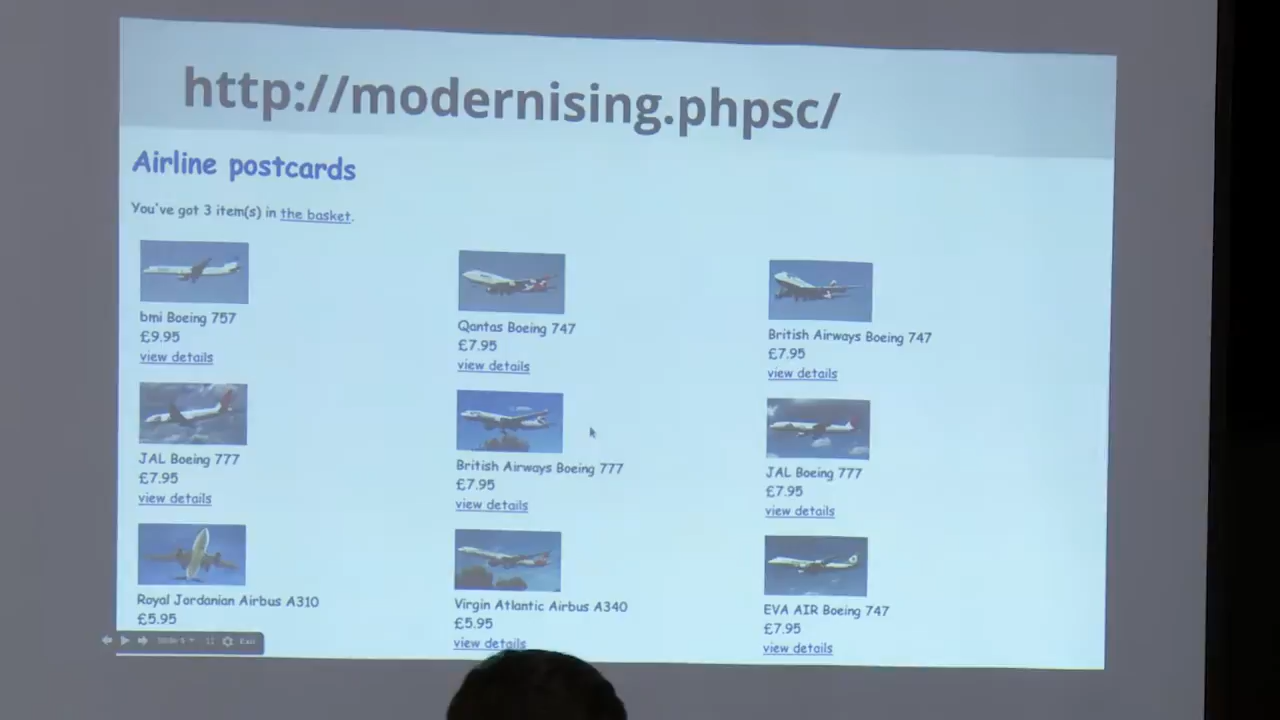 http://modernising.phpsc/
Airline postcards
You've got 3 item(s) in the basket.
bmi Boeing 757
£9.95
view details
Qantas Boeing 747
£7.95
view details
British Airways Boeing 747
£7.95
view details
JAL Boeing 777
£7.95
view details
British Airways Boeing 777
£7.95
view details
JAL Boeing 777
£7.95
view details
Royal Jordanian Airbus A310
£5.95
Virgin Atlantic Airbus A340
£5.95
view details
EVA AIR Boeing 747
£7.95
view details
Exit